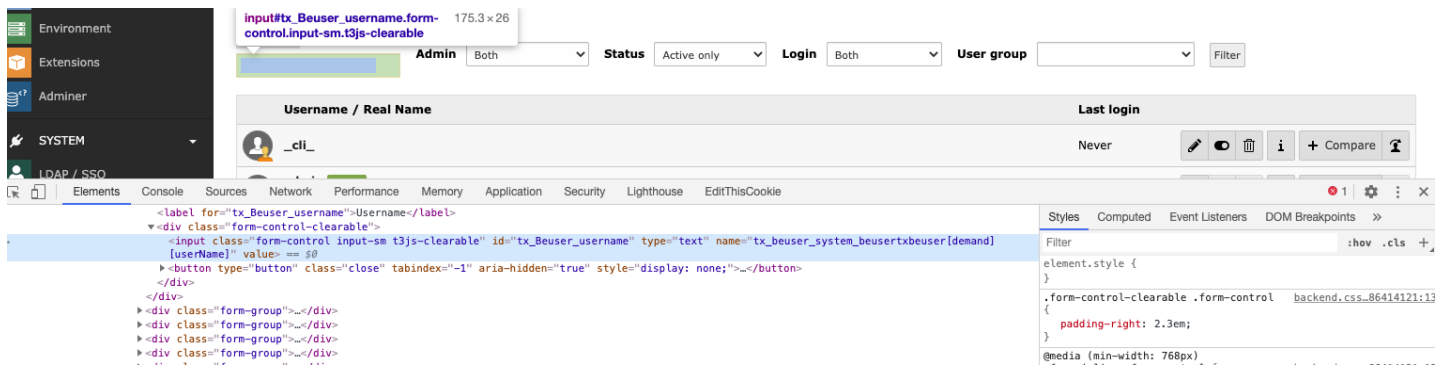 input#tx_Beuser_username.form-control.input-sm.t3js-clearable 175.3 × 26
Environment
Extensions
Adminer
SYSTEM
LDAP / SSO
Admin Both Status Active only Login Both User group Filter
Username / Real Name Last login
_cli_ Never + Compare
Elements Console Sources Network Performance Memory Application Security Lighthouse EditThisCookie 1
<label for="tx_Beuser_username">Username</label>
▼<div class="form-control-clearable">
<input class="form-control input-sm t3js-clearable" id="tx_Beuser_username" type="text" name="tx_beuser_system_beusertxbeuser[demand]
[userName]" value> == $0
▶<button type="button" class="close" tabindex="-1" aria-hidden="true" style="display: none;">…</button>
</div>
</div>
▶<div class="form-group">…</div>
▶<div class="form-group">…</div>
▶<div class="form-group">…</div>
▶<div class="form-group">…</div>
Styles Computed Event Listeners DOM Breakpoints »
Filter :hov .cls +
element.style {
}
.form-control-clearable .form-control backend.css…86414121:13
{
padding-right: 2.3em;
}
@media (min-width: 768px)